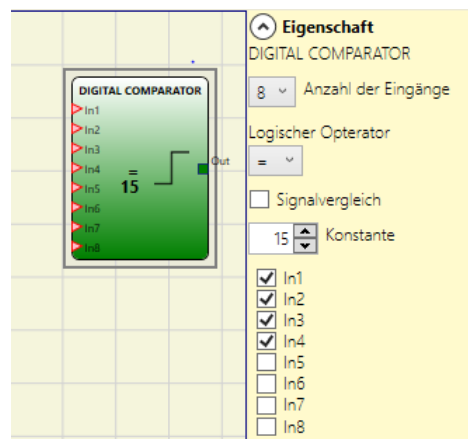 DIGITAL COMPARATOR
In1
In2
In3
In4
In5
In6
In7
In8
=
15
Out
Eigenschaft
DIGITAL COMPARATOR
8 Anzahl der Eingänge
Logischer Opterator
=
Signalvergleich
15 Konstante
In1
In2
In3
In4
In5
In6
In7
In8